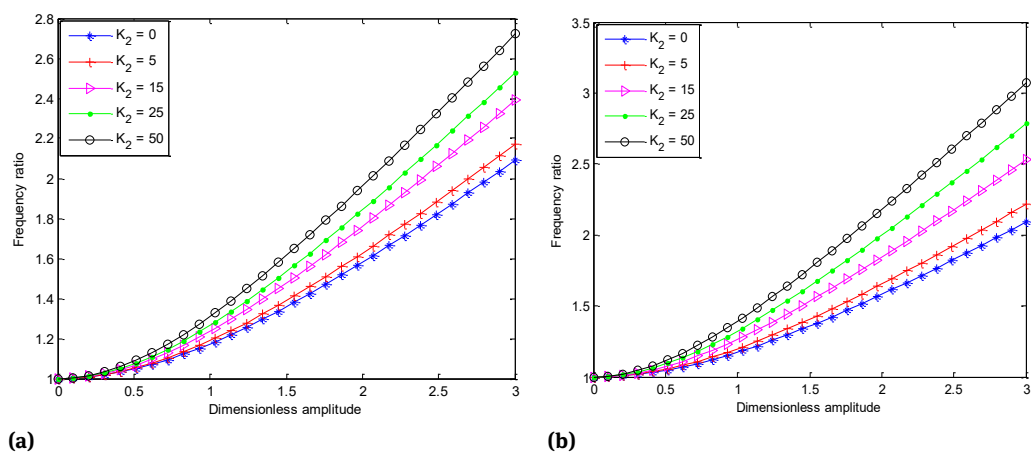 2.8
2.6
2.4
2.2
2
1.8
1.6
1.4
1.2
1
Frequency ratio
K2 = 0
K2 = 5
K2 = 15
K2 = 25
K2 = 50
0 0.5 1 1.5 2 2.5 3
Dimensionless amplitude
(a)
3.5
3
2.5
2
1.5
1
Frequency ratio
K2 = 0
K2 = 5
K2 = 15
K2 = 25
K2 = 50
0 0.5 1 1.5 2 2.5 3
Dimensionless amplitude
(b)